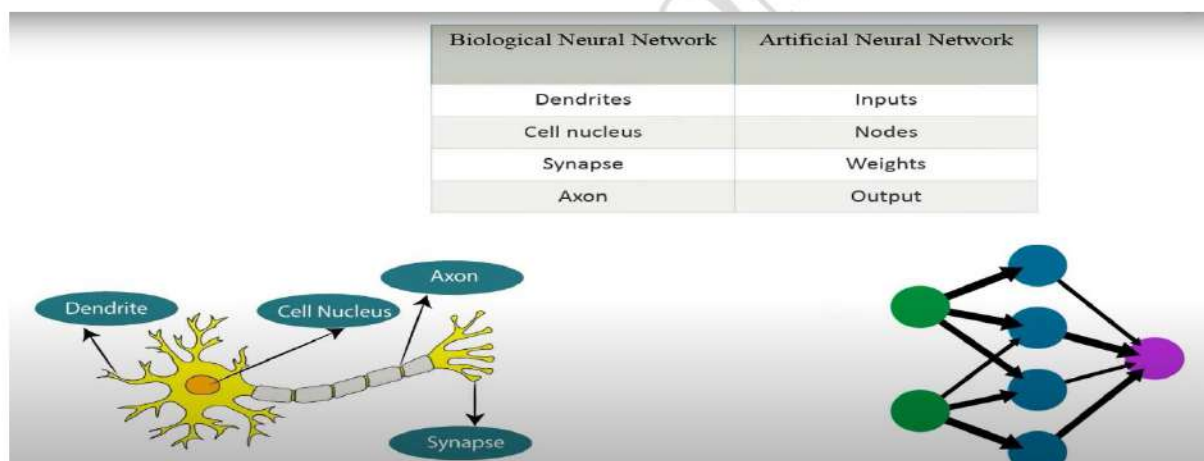 Biological Neural Network Artificial Neural Network
Dendrites Inputs
Cell nucleus Nodes
Synapse Weights
Axon Output
Axon
Dendrite
Cell Nucleus
Synapse